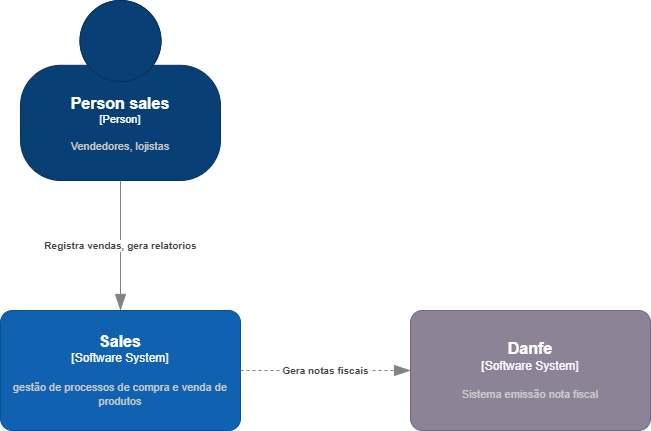 Person sales
[Person]
Vendedores, lojistas
Registra vendas, gera relatorios
Sales
[Software System]
gestão de processos de compra e venda de
produtos
Gera notas fiscais
Danfe
[Software System]
Sistema emissão nota fiscal